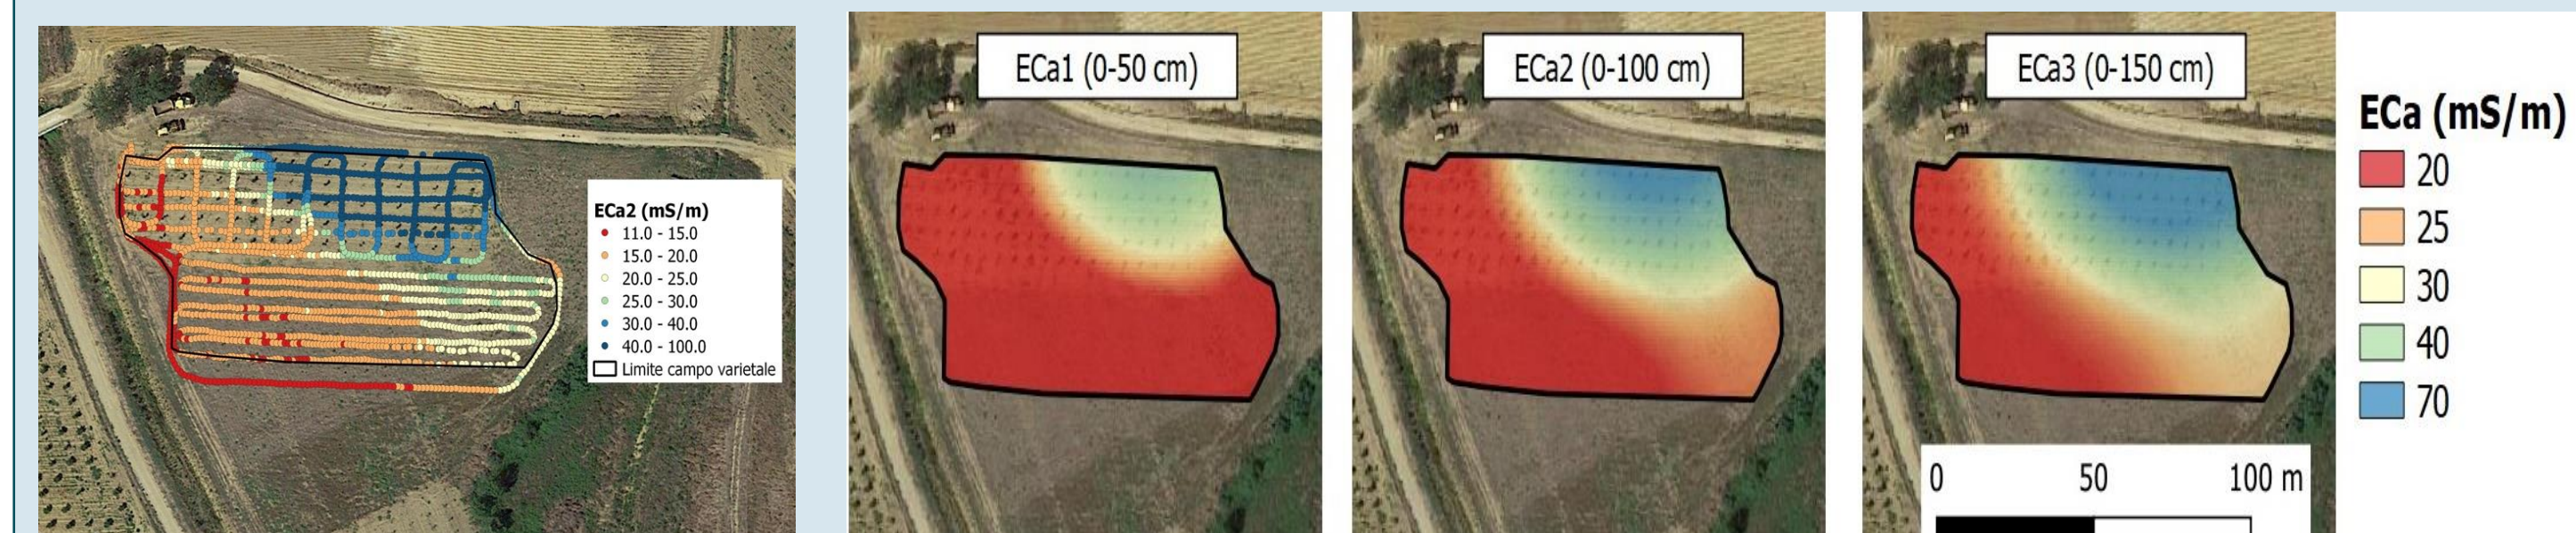 ECa2 (mS/m)
11.0 - 15.0
15.0 - 20.0
20.0 - 25.0
25.0 - 30.0
30.0 - 40.0
40.0 - 100.0
Limite campo varietale
ECa1 (0-50 cm)
ECa2 (0-100 cm)
ECa3 (0-150 cm)
0 50 100 m
ECa (mS/m)
20
25
30
40
70